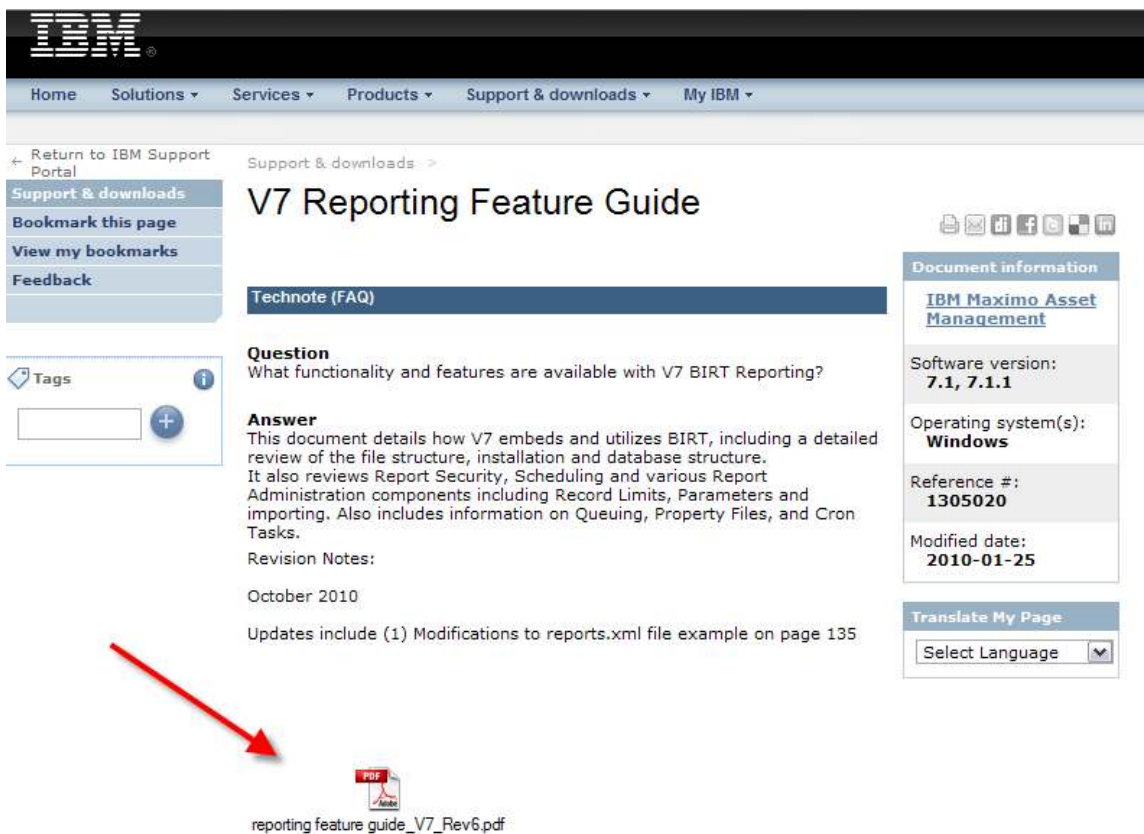 IBM®
Home Solutions Services Products Support & downloads My IBM
← Return to IBM Support
Portal
Support & downloads
Bookmark this page
View my bookmarks
Feedback
Tags
Support & downloads >
V7 Reporting Feature Guide
Technote (FAQ)
Question
What functionality and features are available with V7 BIRT Reporting?
Answer
This document details how V7 embeds and utilizes BIRT, including a detailed
review of the file structure, installation and database structure.
It also reviews Report Security, Scheduling and various Report
Administration components including Record Limits, Parameters and
importing. Also includes information on Queuing, Property Files, and Cron
Tasks.
Revision Notes:
October 2010
Updates include (1) Modifications to reports.xml file example on page 135
PDF
Adobe
reporting feature guide_V7_Rev6.pdf
Document information
IBM Maximo Asset
Management
Software version:
7.1, 7.1.1
Operating system(s):
Windows
Reference #:
1305020
Modified date:
2010-01-25
Translate My Page
Select Language